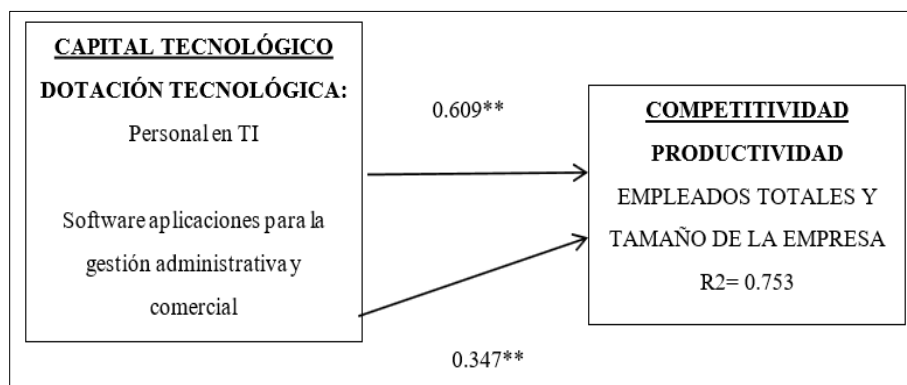 CAPITAL TECNOLÓGICO
DOTACIÓN TECNOLÓGICA:
Personal en TI
Software aplicaciones para la
gestión administrativa y
comercial
0.609**
0.347**
COMPETITIVIDAD
PRODUCTIVIDAD
EMPLEADOS TOTALES Y
TAMAÑO DE LA EMPRESA
R2= 0.753